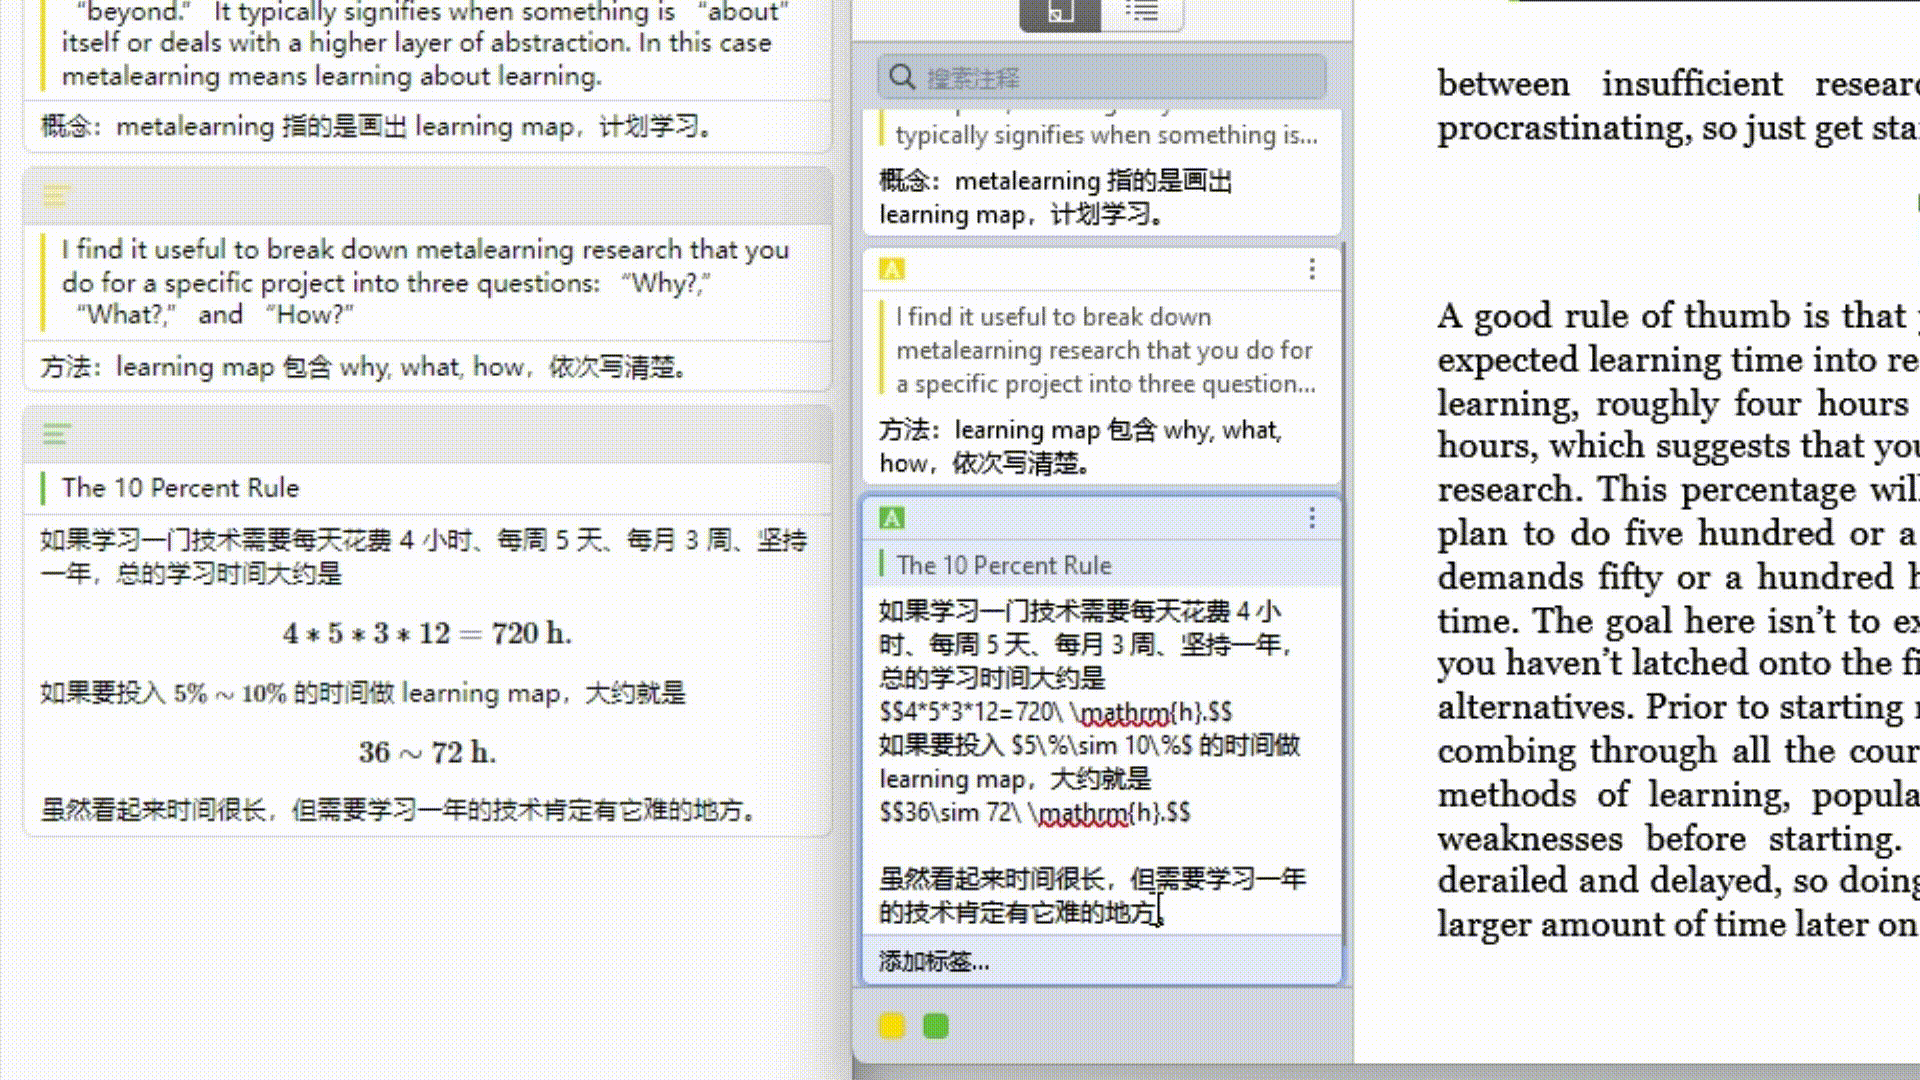 “beyond.” It typically signifies when something is “about”
itself or deals with a higher layer of abstraction. In this case
metalearning means learning about learning.
概念：metalearning 指的是画出 learning map，计划学习。
I find it useful to break down metalearning research that you
do for a specific project into three questions: “Why?,”
“What?,” and “How?”
方法：learning map 包含 why, what, how，依次写清楚。
The 10 Percent Rule
如果学习一门技术需要每天花费 4 小时、每周 5 天、每月 3 周、坚持
一年，总的学习时间大约是
4 ∗ 5 ∗ 3 ∗ 12 = 720 h.
如果要投入 5% ∼ 10% 的时间做 learning map，大约就是
36 ∼ 72 h.
虽然看起来时间很长，但需要学习一年的技术肯定有它难的地方。
搜索注释
typically signifies when something is...
概念：metalearning 指的是画出
learning map，计划学习。
A
I find it useful to break down
metalearning research that you do for
a specific project into three question...
方法：learning map 包含 why, what,
how，依次写清楚。
A
The 10 Percent Rule
如果学习一门技术需要每天花费 4 小
时、每周 5 天、每月 3 周、坚持一年，
总的学习时间大约是
$$4*5*3*12=720\ \mathrm{h}.$$
如果要投入 $5\%\sim 10\%$ 的时间做
learning map，大约就是
$$36\sim 72\ \mathrm{h}.$$
虽然看起来时间很长，但需要学习一年
的技术肯定有它难的地方。
添加标签...
between insufficient researc
procrastinating, so just get sta
A good rule of thumb is that
expected learning time into re
learning, roughly four hours
hours, which suggests that you
research. This percentage will
plan to do five hundred or a
demands fifty or a hundred h
time. The goal here isn’t to ex
you haven’t latched onto the fi
alternatives. Prior to starting
combing through all the cour
methods of learning, popula
weaknesses before starting.
derailed and delayed, so doing
larger amount of time later on